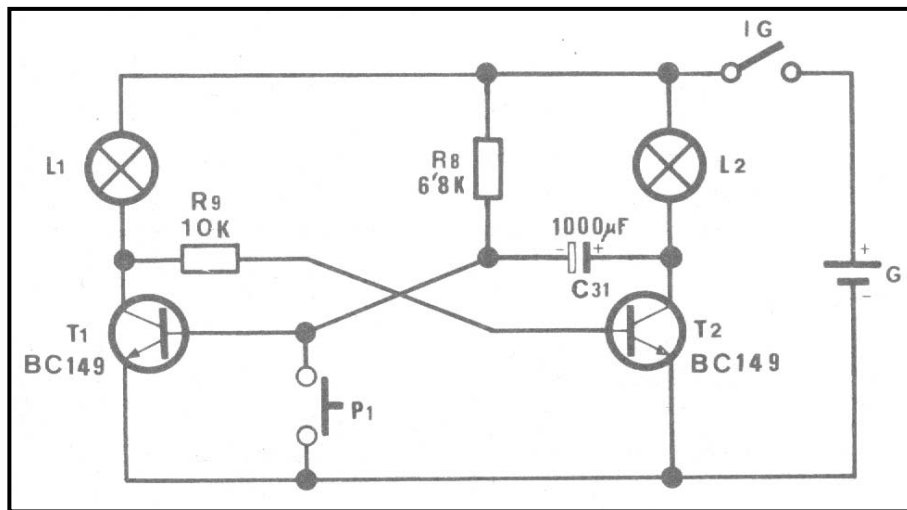 IG
L1
R8
6'8K
L2
R9
10K
1000µF
- +
C31
+
G
-
T1
BC149
T2
BC149
P1